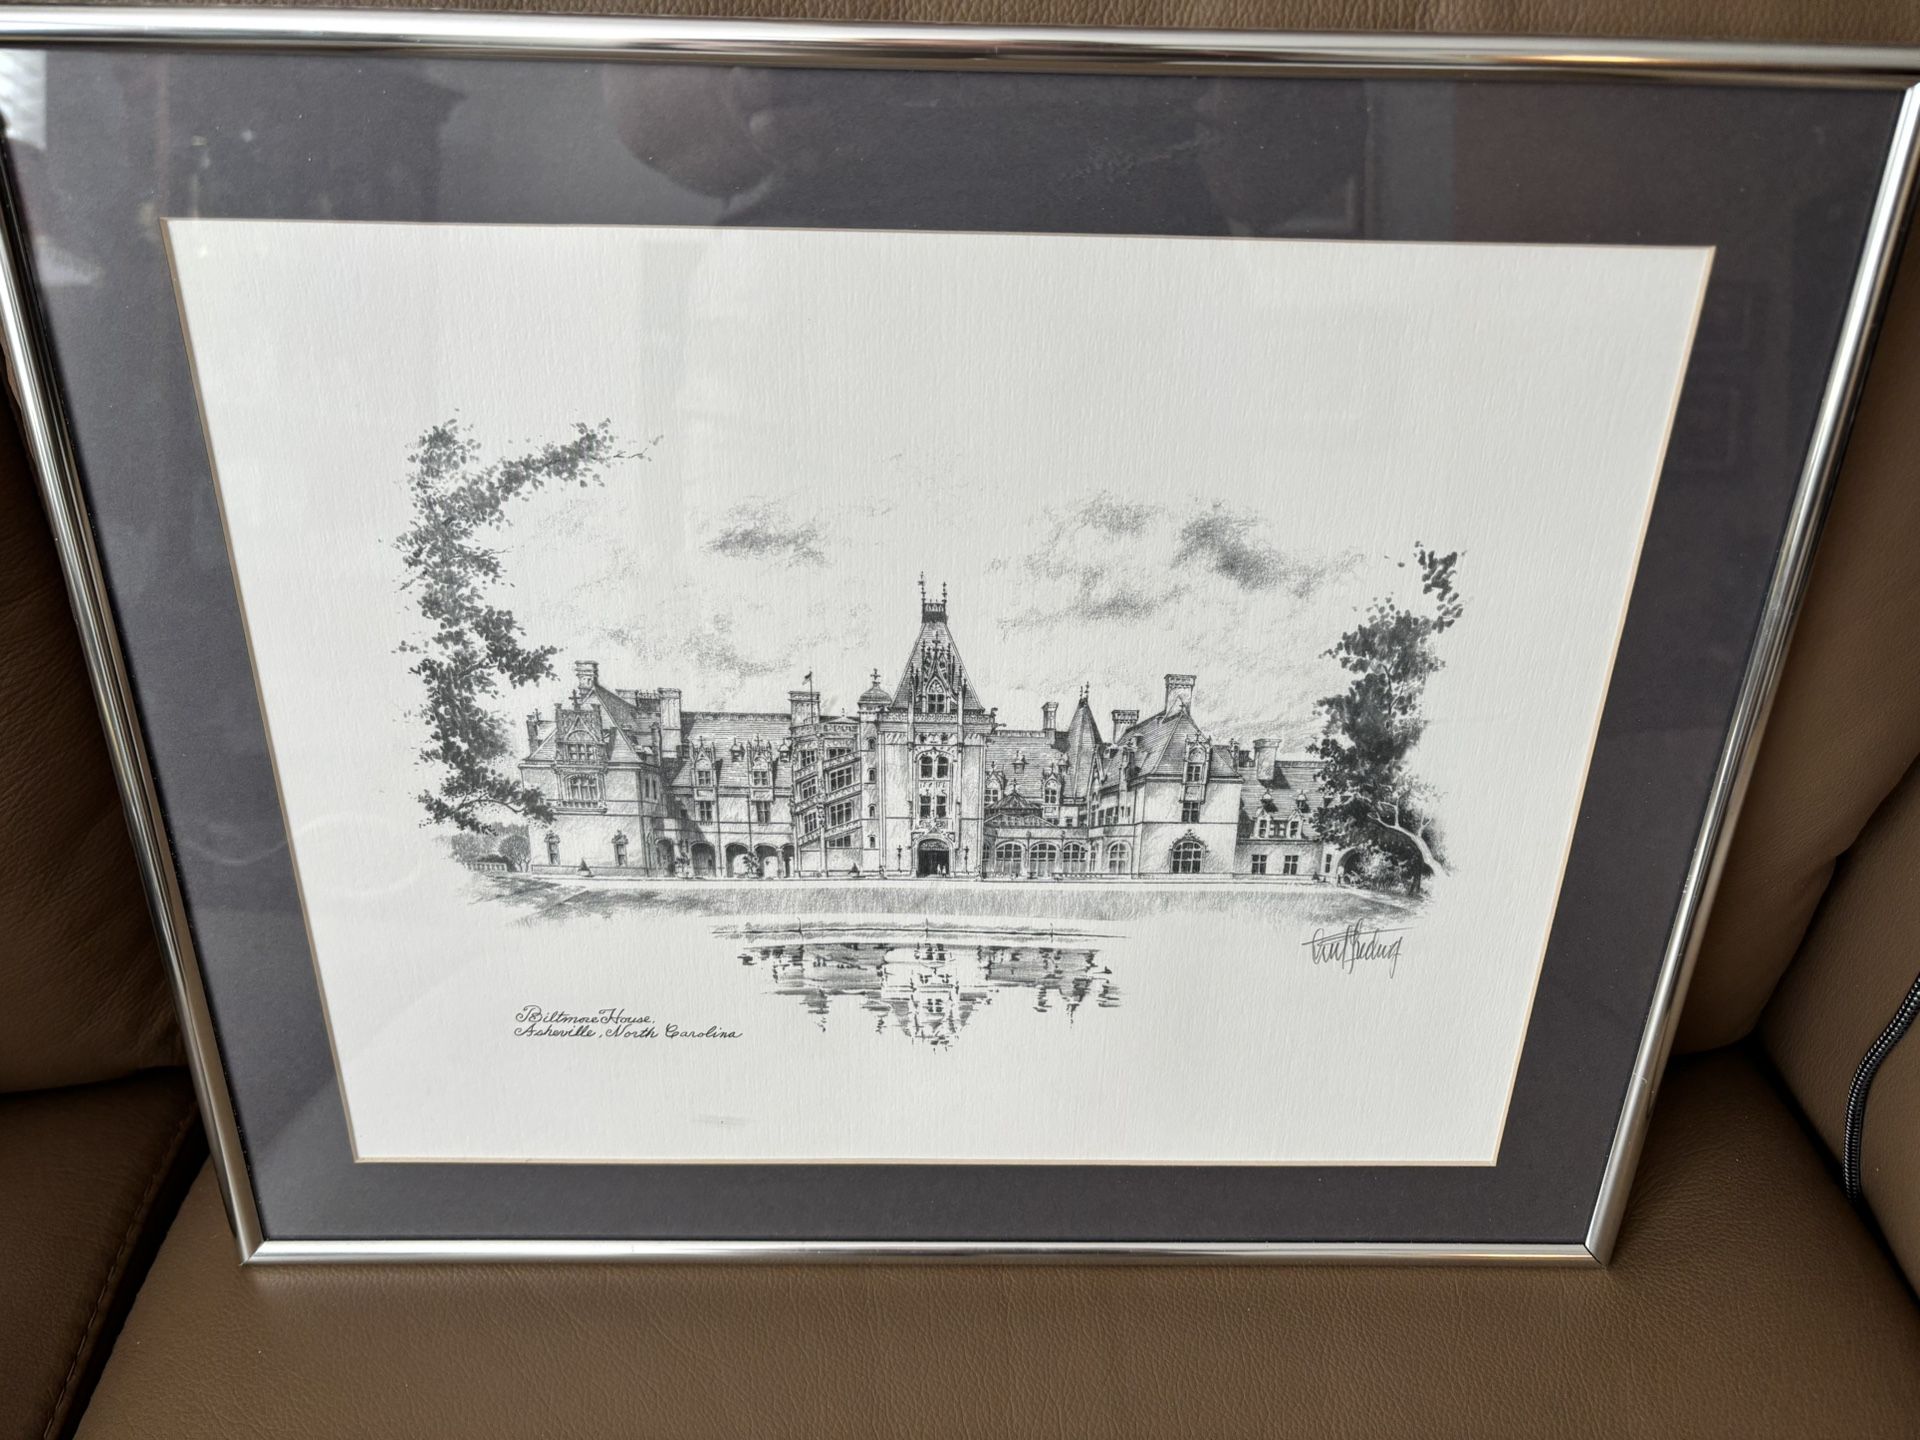 Biltmore House,
Asheville, North Carolina